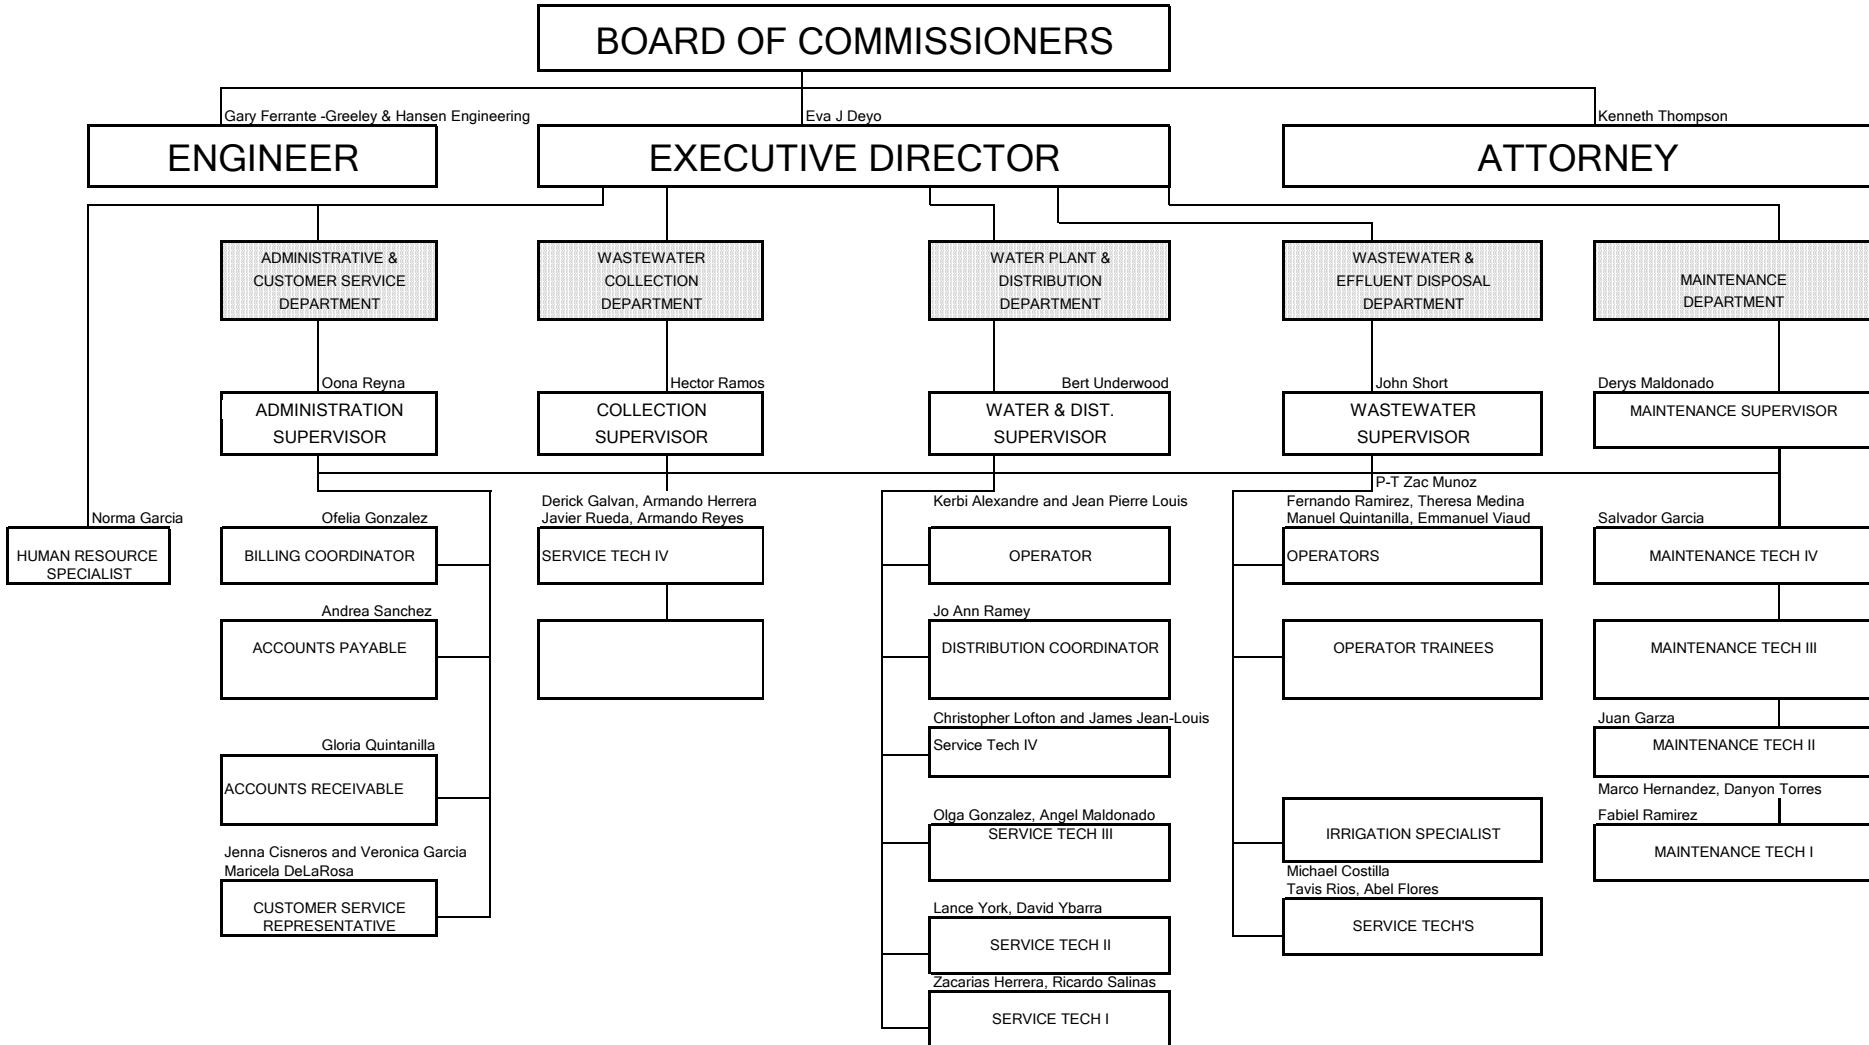 BOARD OF COMMISSIONERS
Gary Ferrante -Greeley & Hansen Engineering
ENGINEER
Eva J Deyo
EXECUTIVE DIRECTOR
Kenneth Thompson
ATTORNEY
ADMINISTRATIVE &
CUSTOMER SERVICE
DEPARTMENT
WASTEWATER
COLLECTION
DEPARTMENT
WATER PLANT &
DISTRIBUTION
DEPARTMENT
WASTEWATER &
EFFLUENT DISPOSAL
DEPARTMENT
MAINTENANCE
DEPARTMENT
Oona Reyna
ADMINISTRATION
SUPERVISOR
Hector Ramos
COLLECTION
SUPERVISOR
Bert Underwood
WATER & DIST.
SUPERVISOR
John Short
WASTEWATER
SUPERVISOR
Derys Maldonado
MAINTENANCE SUPERVISOR
Norma Garcia
HUMAN RESOURCE
SPECIALIST
Ofelia Gonzalez
BILLING COORDINATOR
Andrea Sanchez
ACCOUNTS PAYABLE
Gloria Quintanilla
ACCOUNTS RECEIVABLE
Jenna Cisneros and Veronica Garcia
Maricela DeLaRosa
CUSTOMER SERVICE
REPRESENTATIVE
Derick Galvan, Armando Herrera
Javier Rueda, Armando Reyes
SERVICE TECH IV
Kerbi Alexandre and Jean Pierre Louis
OPERATOR
Jo Ann Ramey
DISTRIBUTION COORDINATOR
Christopher Lofton and James Jean-Louis
Service Tech IV
Olga Gonzalez, Angel Maldonado
SERVICE TECH III
Lance York, David Ybarra
SERVICE TECH II
Zacarias Herrera, Ricardo Salinas
SERVICE TECH I
P-T Zac Munoz
Fernando Ramirez, Theresa Medina
Manuel Quintanilla, Emmanuel Viaud
OPERATORS
OPERATOR TRAINEES
IRRIGATION SPECIALIST
Michael Costilla
Tavis Rios, Abel Flores
SERVICE TECH'S
Salvador Garcia
MAINTENANCE TECH IV
MAINTENANCE TECH III
Juan Garza
MAINTENANCE TECH II
Marco Hernandez, Danyon Torres
Fabiel Ramirez
MAINTENANCE TECH I